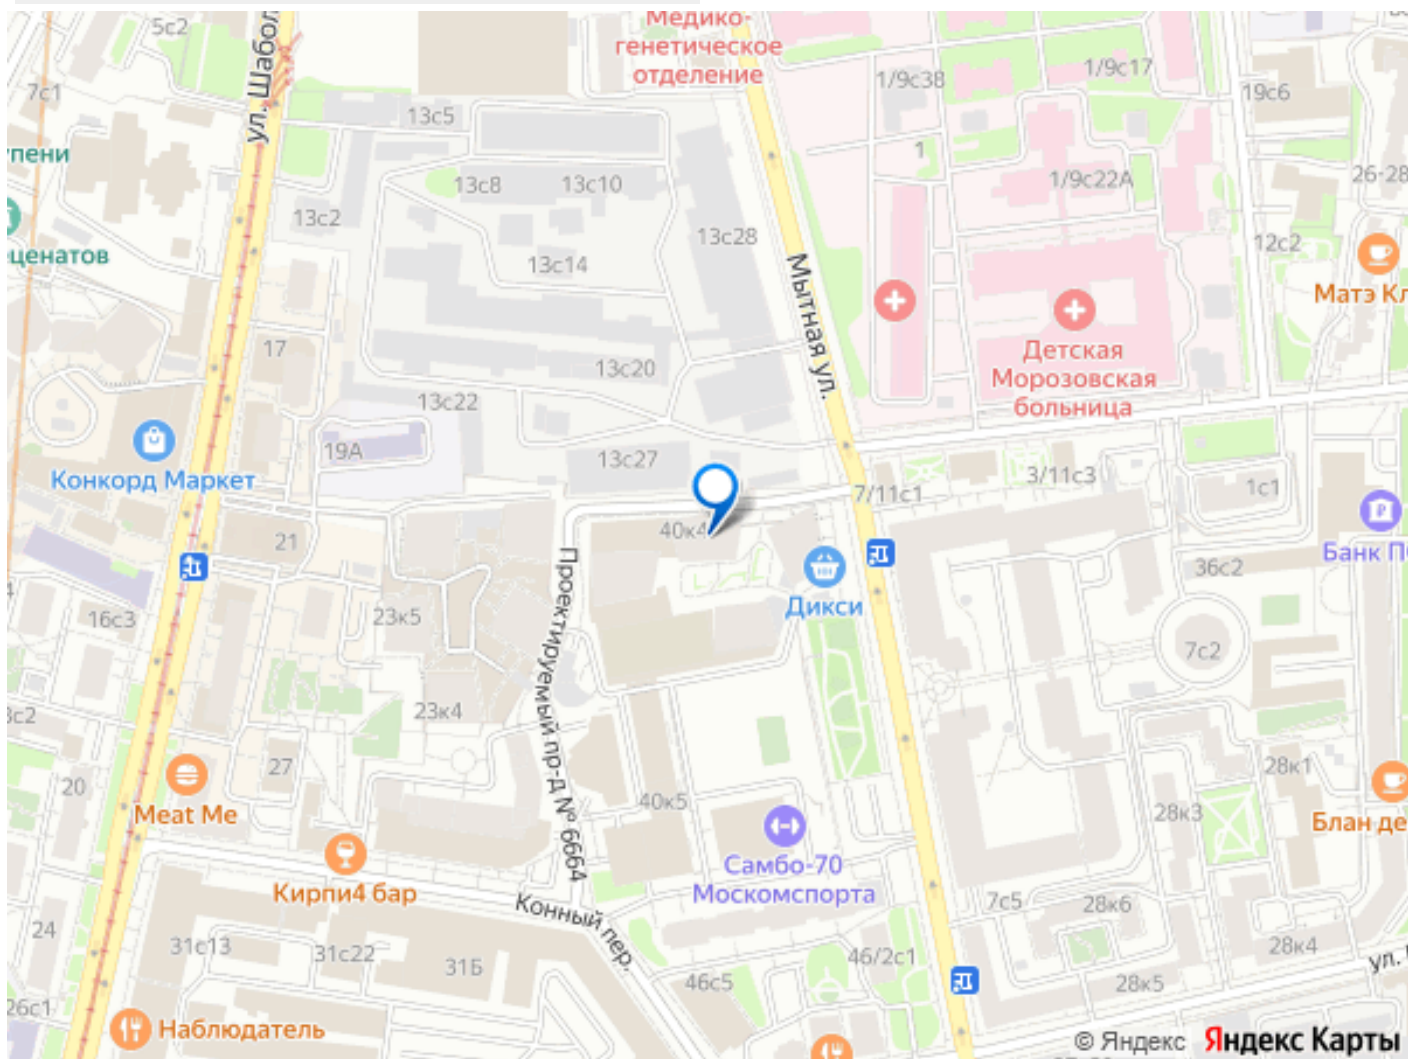 5с2
ул. Шабол
Медико-
генетическое
отделение
1/9с38
1/9с17
7с1
13с5
19с6
пени
13с8
13с10
1
1/9с22А
26-28
13с2
13с28
12с2
ценатов
13с14
Мытная ул.
Матэ Кл
17
13с20
Детская
Морозовская
больница
13с22
19А
13с27
Конкорд Маркет
7/11с1
3/11с3
1с1
21
40к4
Банк П
36с2
16с3
23к5
Дикси
7с2
Проектируемый пр-д № 6664
3с2
23к4
20
27
28к1
40к5
28к3
Meat Me
Самбо-70
Москомспорта
Блан де
Кирпи4 бар
Конный пер.
7с5
28к6
24
31с13
31с22
31Б
46/2с1
28к4
46с5
28к5
ул.
26с1
Наблюдатель
© Яндекс Яндекс Карты